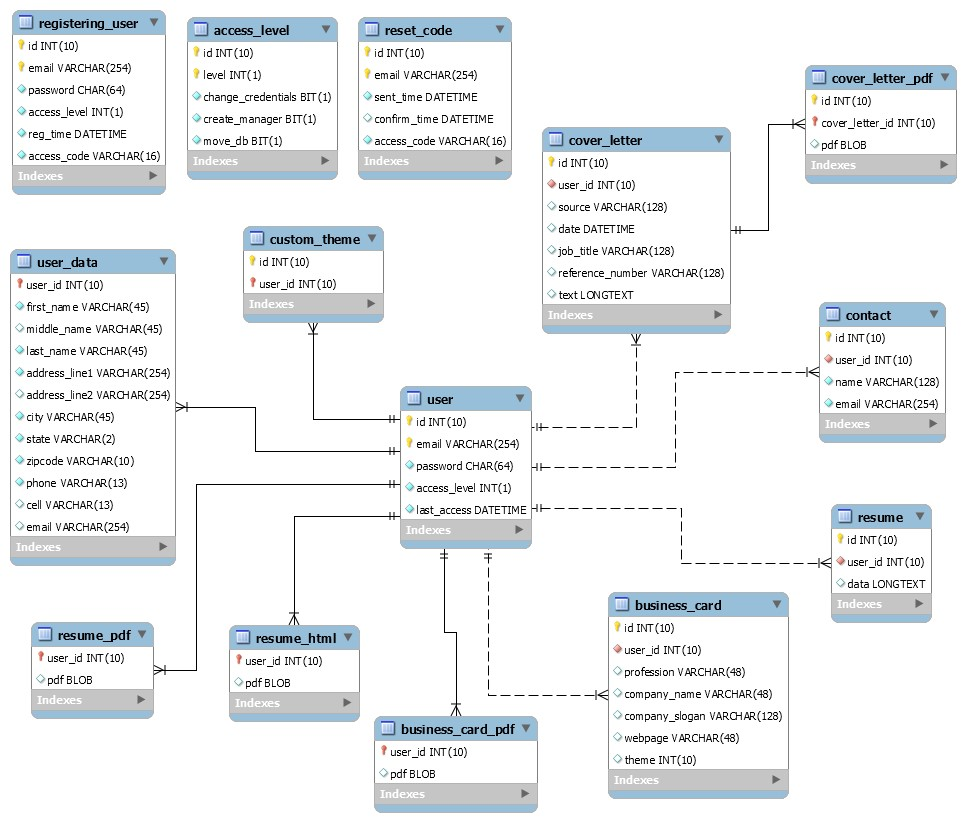 registering_user
id INT(10)
email VARCHAR(254)
password CHAR(64)
access_level INT(1)
reg_time DATETIME
access_code VARCHAR(16)
Indexes
access_level
id INT(10)
level INT(1)
change_credentials BIT(1)
create_manager BIT(1)
move_db BIT(1)
Indexes
reset_code
id INT(10)
email VARCHAR(254)
sent_time DATETIME
confirm_time DATETIME
access_code VARCHAR(16)
Indexes
cover_letter
id INT(10)
user_id INT(10)
source VARCHAR(128)
date DATETIME
job_title VARCHAR(128)
reference_number VARCHAR(128)
text LONGTEXT
Indexes
cover_letter_pdf
id INT(10)
cover_letter_id INT(10)
pdf BLOB
Indexes
user_data
user_id INT(10)
first_name VARCHAR(45)
middle_name VARCHAR(45)
last_name VARCHAR(45)
address_line1 VARCHAR(254)
address_line2 VARCHAR(254)
city VARCHAR(45)
state VARCHAR(2)
zipcode VARCHAR(10)
phone VARCHAR(13)
cell VARCHAR(13)
email VARCHAR(254)
Indexes
custom_theme
id INT(10)
user_id INT(10)
Indexes
contact
id INT(10)
user_id INT(10)
name VARCHAR(128)
email VARCHAR(254)
Indexes
user
id INT(10)
email VARCHAR(254)
password CHAR(64)
access_level INT(1)
last_access DATETIME
Indexes
resume
id INT(10)
user_id INT(10)
data LONGTEXT
Indexes
resume_pdf
user_id INT(10)
pdf BLOB
Indexes
resume_html
user_id INT(10)
pdf BLOB
Indexes
business_card
id INT(10)
user_id INT(10)
profession VARCHAR(48)
company_name VARCHAR(48)
company_slogan VARCHAR(128)
webpage VARCHAR(48)
theme INT(10)
Indexes
business_card_pdf
user_id INT(10)
pdf BLOB
Indexes